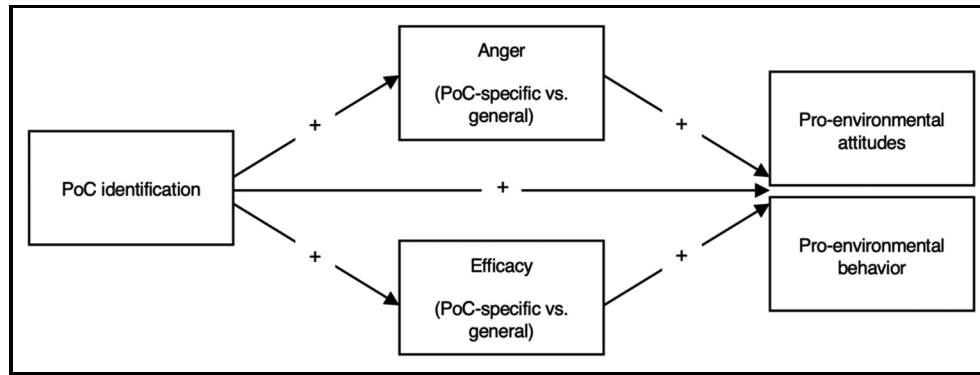 Anger
(PoC-specific vs.
general)
+
+
Pro-environmental
attitudes
PoC identification
+
Pro-environmental
behavior
+
+
Efficacy
(PoC-specific vs.
general)